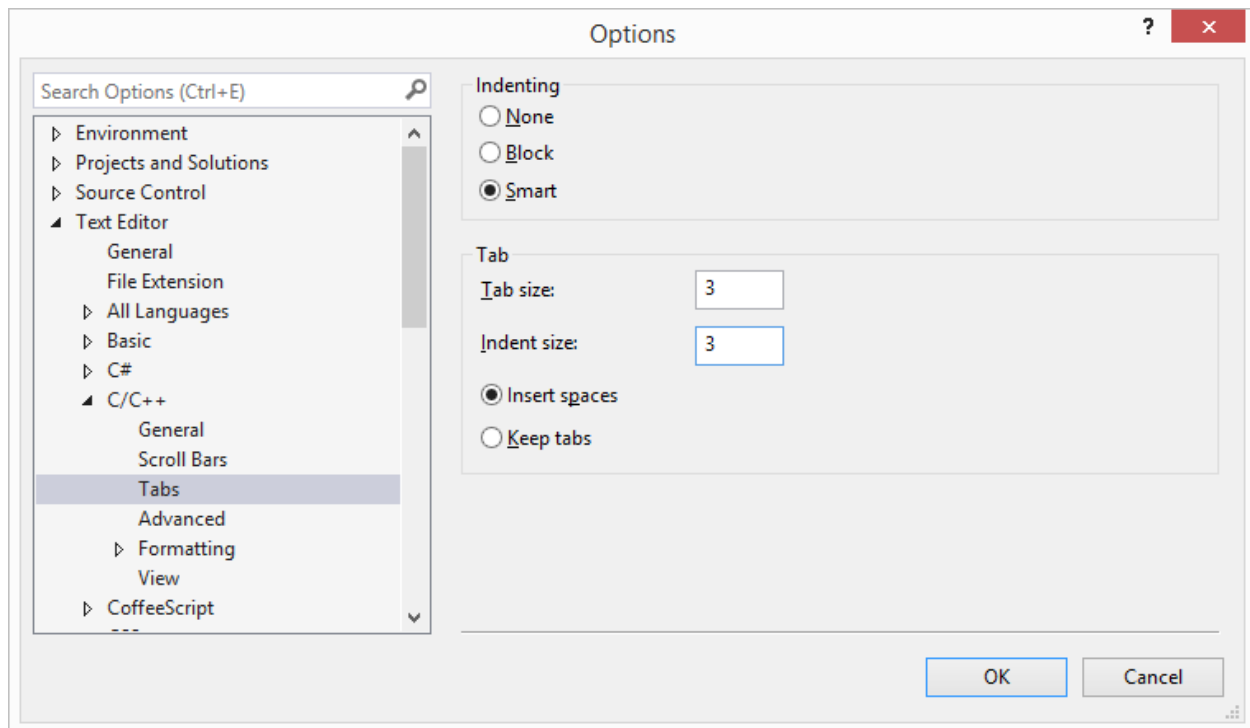 Options
?
Search Options (Ctrl+E)
Environment
Projects and Solutions
Source Control
Text Editor
General
File Extension
All Languages
Basic
C#
C/C++
General
Scroll Bars
Tabs
Advanced
Formatting
View
CoffeeScript
Indenting
None
Block
Smart
Tab
Tab size: 3
Indent size: 3
Insert spaces
Keep tabs
OK Cancel